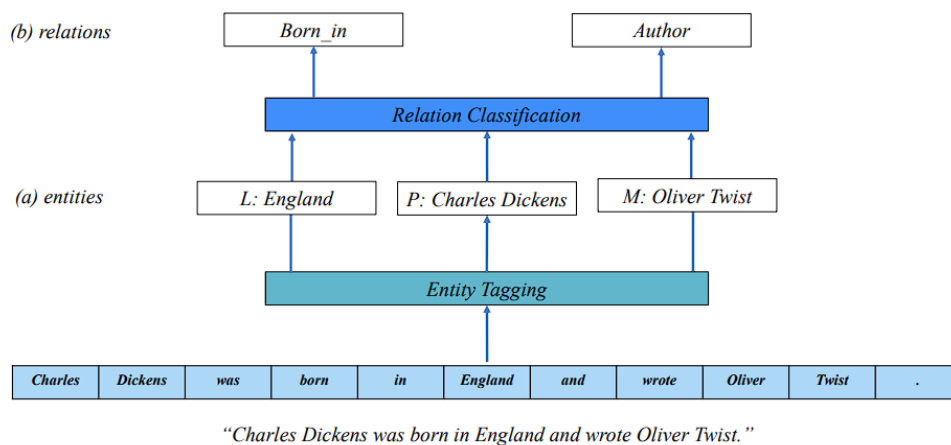 (b) relations
Born_in
Author
Relation Classification
(a) entities
L: England
P: Charles Dickens
M: Oliver Twist
Entity Tagging
Charles Dickens was born in England and wrote Oliver Twist .
“Charles Dickens was born in England and wrote Oliver Twist.”